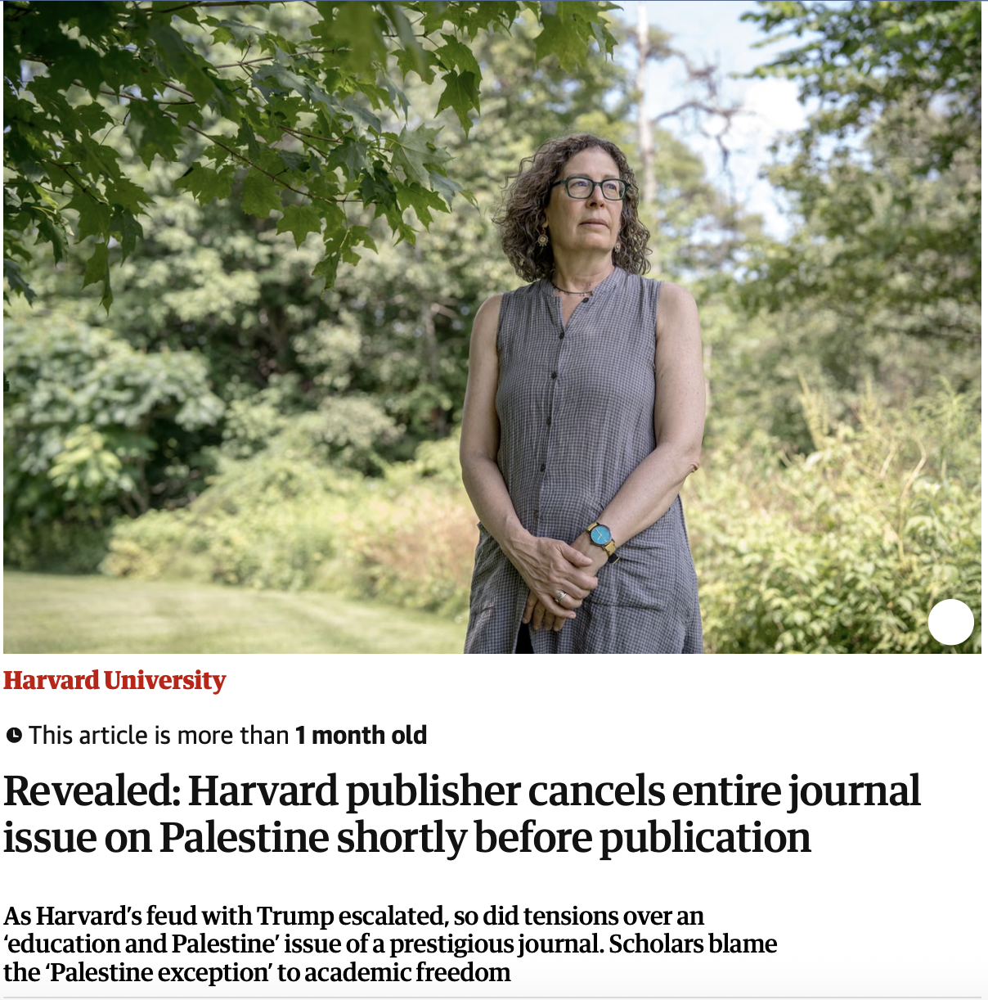 Harvard University
This article is more than 1 month old
Revealed: Harvard publisher cancels entire journal
issue on Palestine shortly before publication
As Harvard’s feud with Trump escalated, so did tensions over an
‘education and Palestine’ issue of a prestigious journal. Scholars blame
the ‘Palestine exception’ to academic freedom